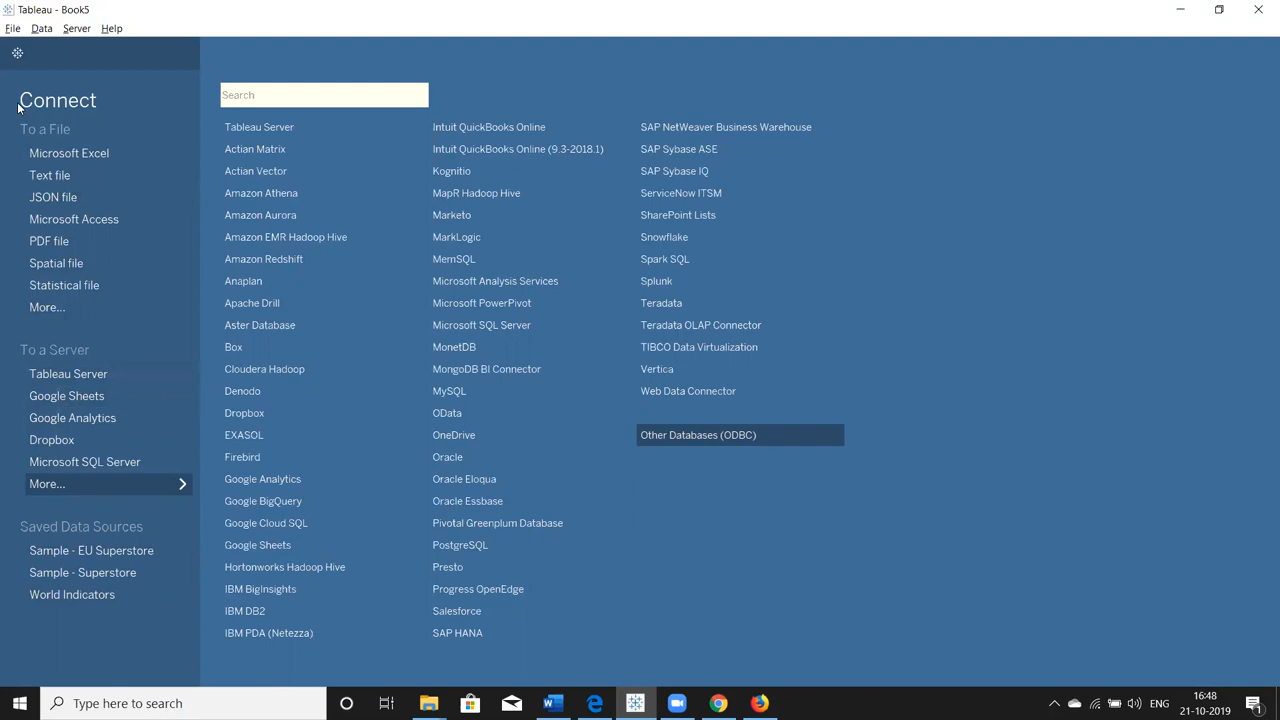 Tableau - Book5
File Data Server Help
Connect
To a File
Microsoft Excel
Text file
JSON file
Microsoft Access
PDF file
Spatial file
Statistical file
More...
To a Server
Tableau Server
Google Sheets
Google Analytics
Dropbox
Microsoft SQL Server
More...
Saved Data Sources
Sample - EU Superstore
Sample - Superstore
World Indicators
Search
Tableau Server
Actian Matrix
Actian Vector
Amazon Athena
Amazon Aurora
Amazon EMR Hadoop Hive
Amazon Redshift
Anaplan
Apache Drill
Aster Database
Box
Cloudera Hadoop
Denodo
Dropbox
EXASOL
Firebird
Google Analytics
Google BigQuery
Google Cloud SQL
Google Sheets
Hortonworks Hadoop Hive
IBM BigInsights
IBM DB2
IBM PDA (Netezza)
Intuit QuickBooks Online
Intuit QuickBooks Online (9.3-2018.1)
Kognitio
MapR Hadoop Hive
Marketo
MarkLogic
MemSQL
Microsoft Analysis Services
Microsoft PowerPivot
Microsoft SQL Server
MonetDB
MongoDB BI Connector
MySQL
OData
OneDrive
Oracle
Oracle Eloqua
Oracle Essbase
Pivotal Greenplum Database
PostgreSQL
Presto
Progress OpenEdge
Salesforce
SAP HANA
SAP NetWeaver Business Warehouse
SAP Sybase ASE
SAP Sybase IQ
ServiceNow ITSM
SharePoint Lists
Snowflake
Spark SQL
Splunk
Teradata
Teradata OLAP Connector
TIBCO Data Virtualization
Vertica
Web Data Connector
Other Databases (ODBC)
Type here to search
ENG
16:48
21-10-2019
1